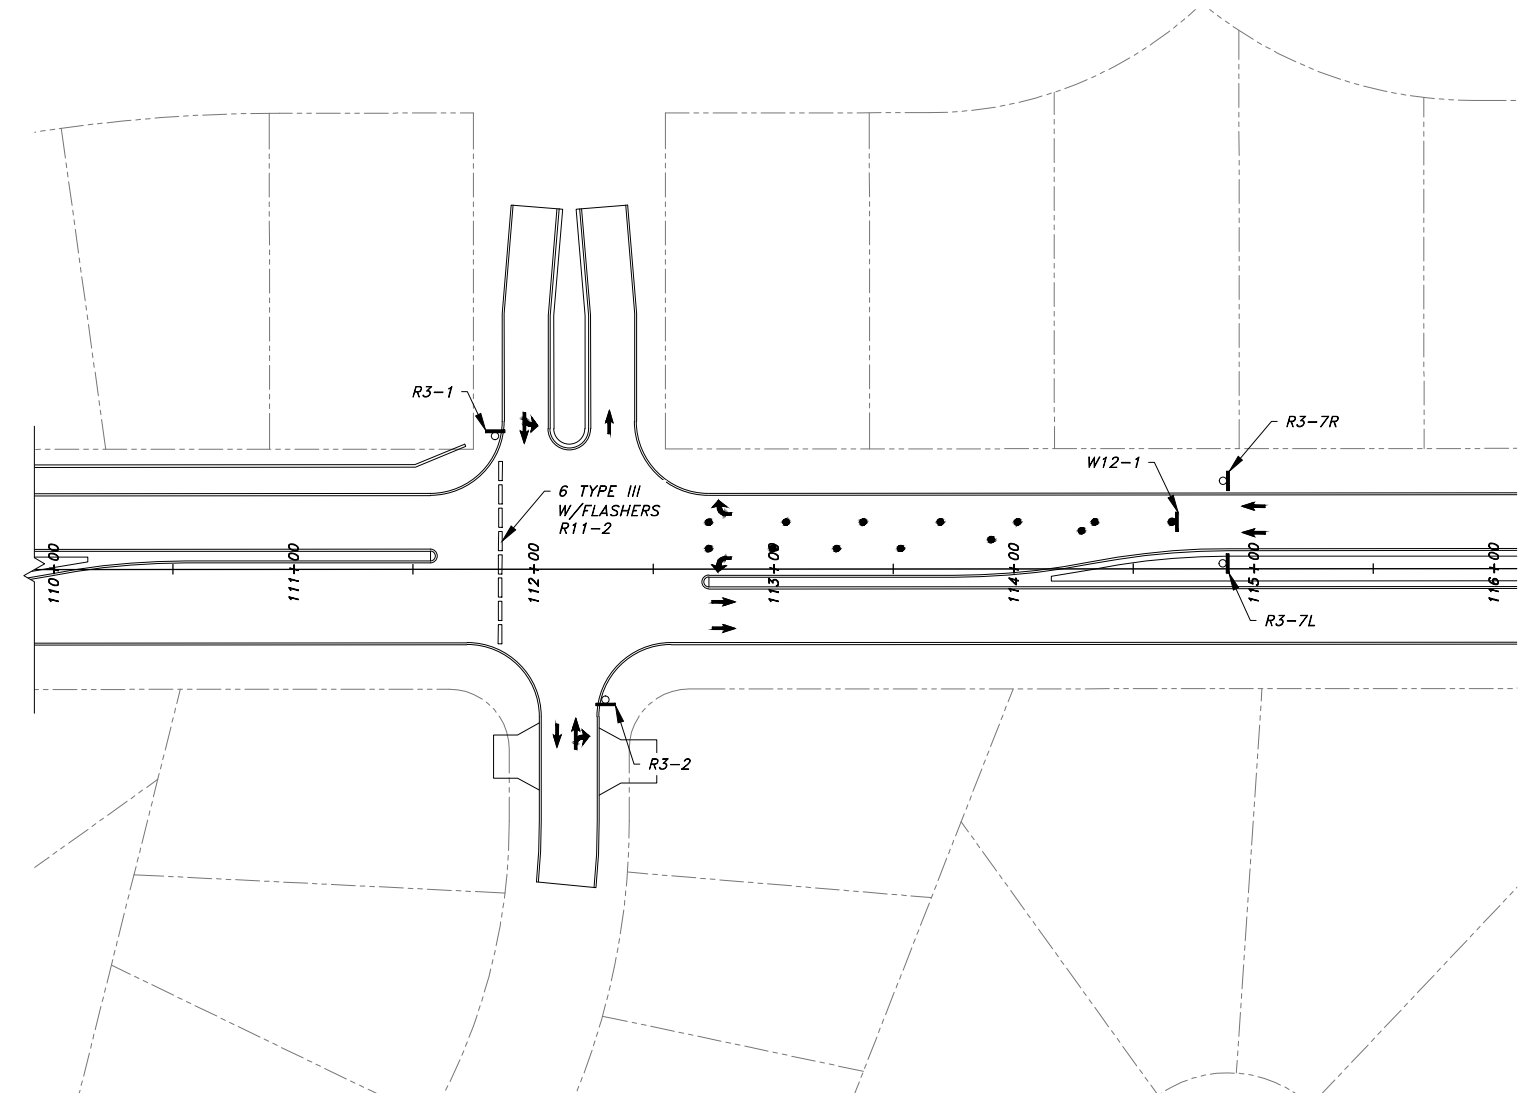 R3-1
R3-7R
W12-1
6 TYPE III
W/FLASHERS
R11-2
110+00
111+00
112+00
113+00
114+00
115+00
116+00
R3-7L
R3-2